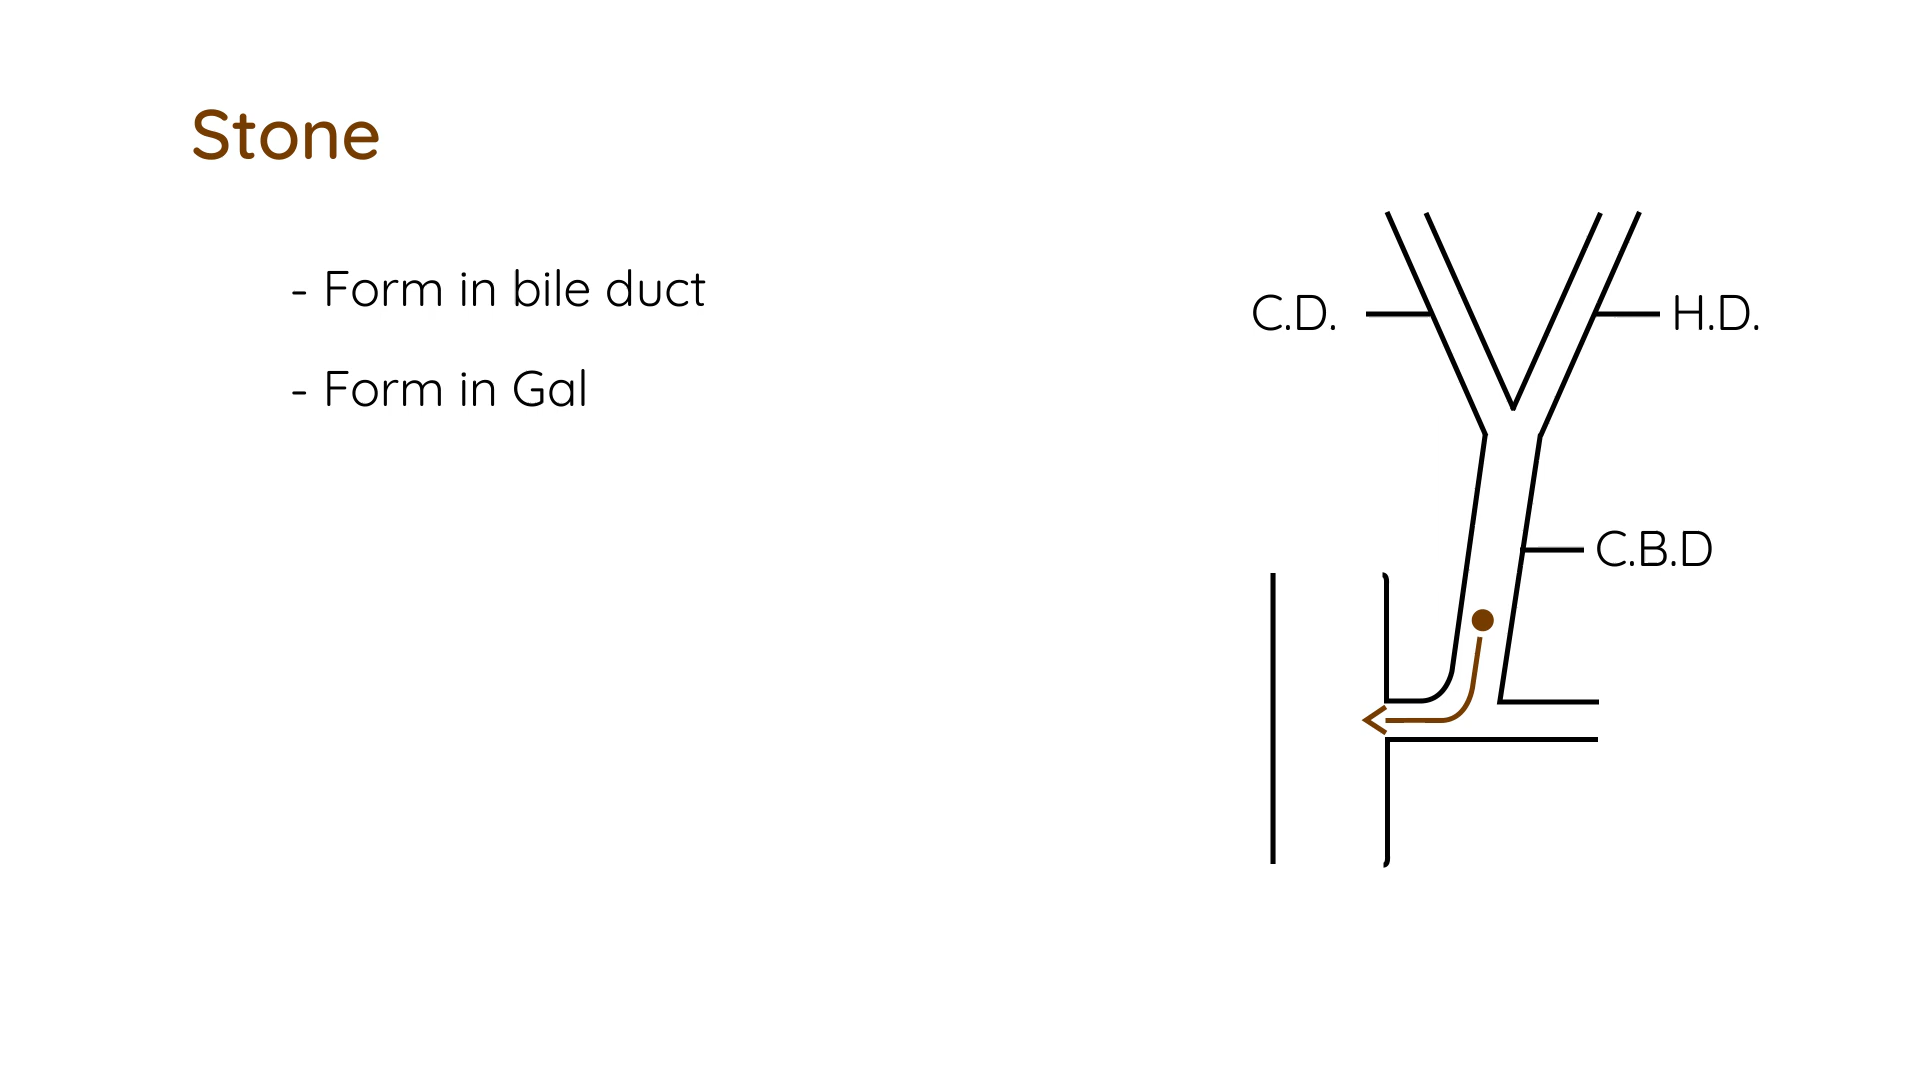 Stone
- Form in bile duct
- Form in Gal
C.D.
H.D.
C.B.D